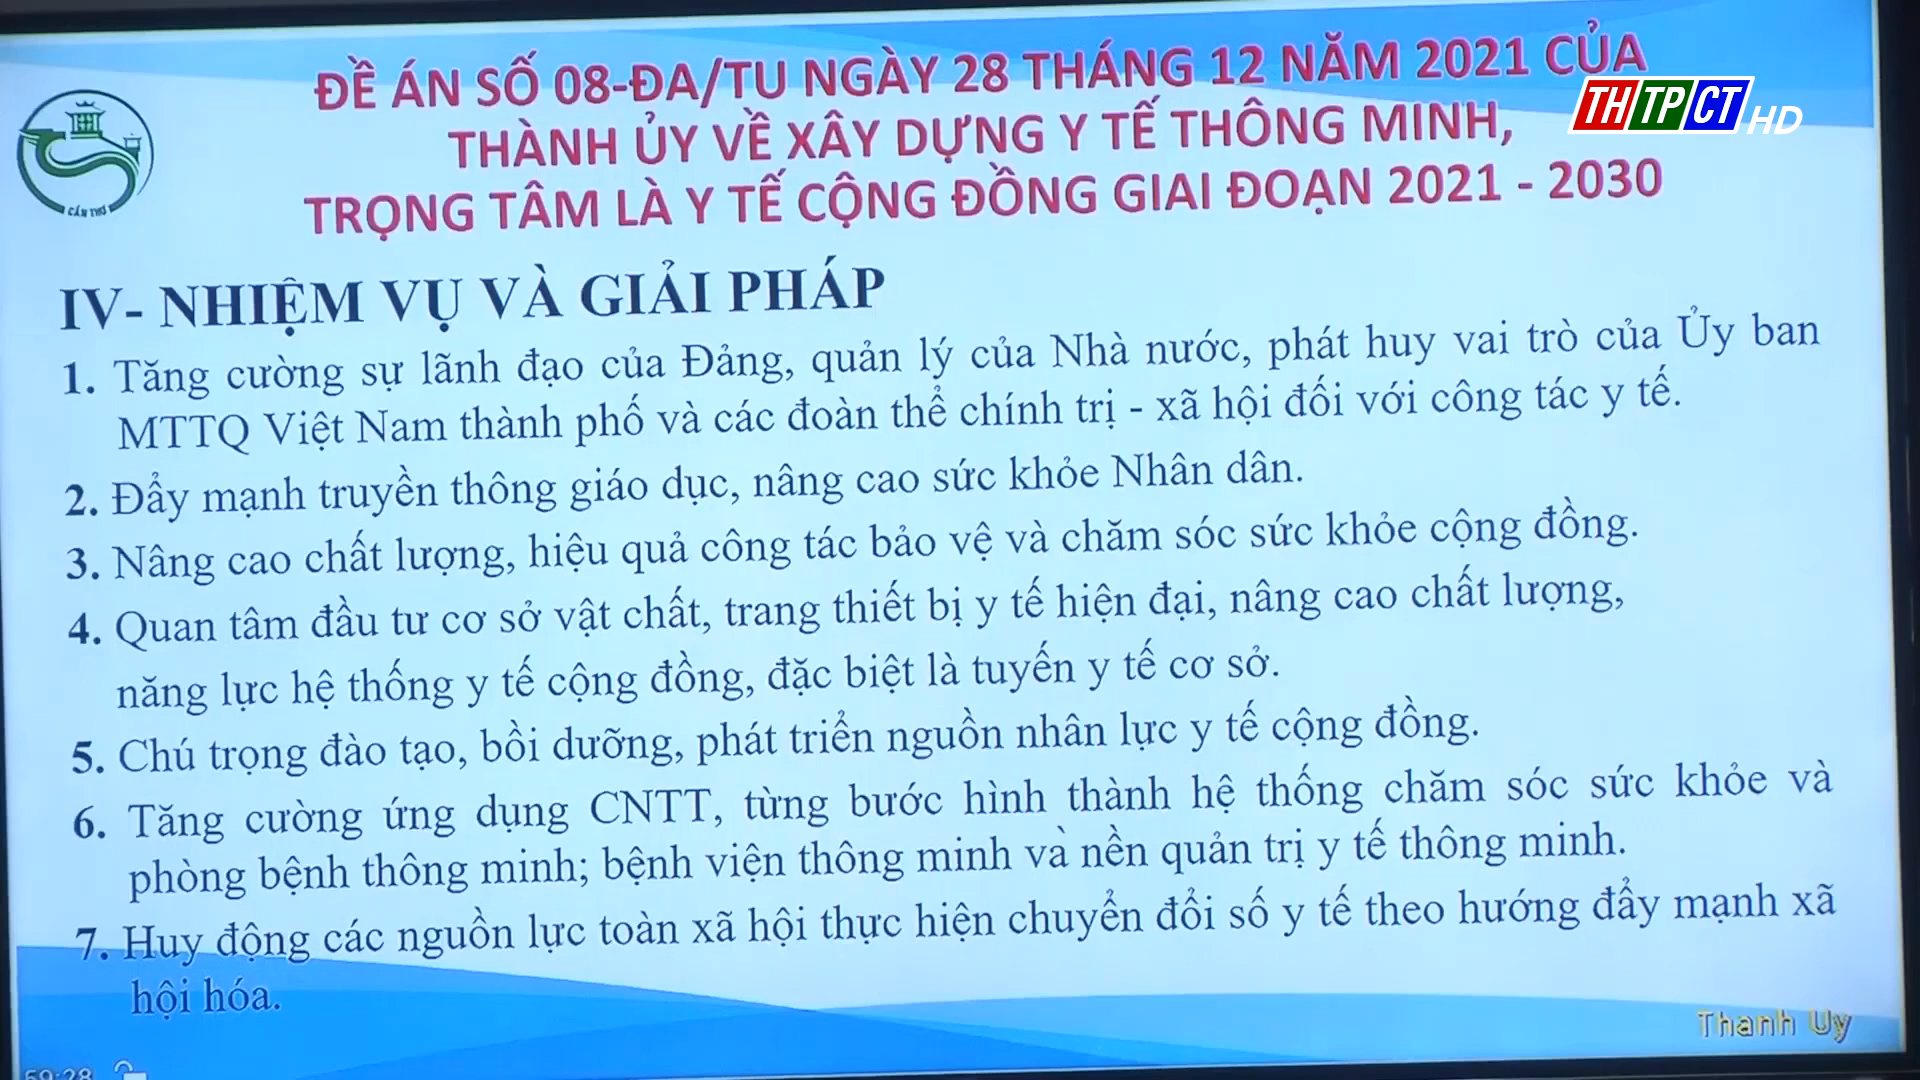 ĐỀ ÁN SỐ 08-ĐA/TU NGÀY 28 THÁNG 12 NĂM 2021 CỦA
THÀNH ỦY VỀ XÂY DỰNG Y TẾ THÔNG MINH,
TRỌNG TÂM LÀ Y TẾ CỘNG ĐỒNG GIAI ĐOẠN 2021 - 2030
THTPCT HD
CẦN THƠ
IV- NHIỆM VỤ VÀ GIẢI PHÁP
1. Tăng cường sự lãnh đạo của Đảng, quản lý của Nhà nước, phát huy vai trò của Ủy ban
MTTQ Việt Nam thành phố và các đoàn thể chính trị - xã hội đối với công tác y tế.
2. Đẩy mạnh truyền thông giáo dục, nâng cao sức khỏe Nhân dân.
3. Nâng cao chất lượng, hiệu quả công tác bảo vệ và chăm sóc sức khỏe cộng đồng.
4. Quan tâm đầu tư cơ sở vật chất, trang thiết bị y tế hiện đại, nâng cao chất lượng,
năng lực hệ thống y tế cộng đồng, đặc biệt là tuyến y tế cơ sở.
5. Chú trọng đào tạo, bồi dưỡng, phát triển nguồn nhân lực y tế cộng đồng.
6. Tăng cường ứng dụng CNTT, từng bước hình thành hệ thống chăm sóc sức khỏe và
phòng bệnh thông minh; bệnh viện thông minh và nền quản trị y tế thông minh.
7. Huy động các nguồn lực toàn xã hội thực hiện chuyển đổi số y tế theo hướng đẩy mạnh xã
hội hóa.
Thanh Uy
59:28